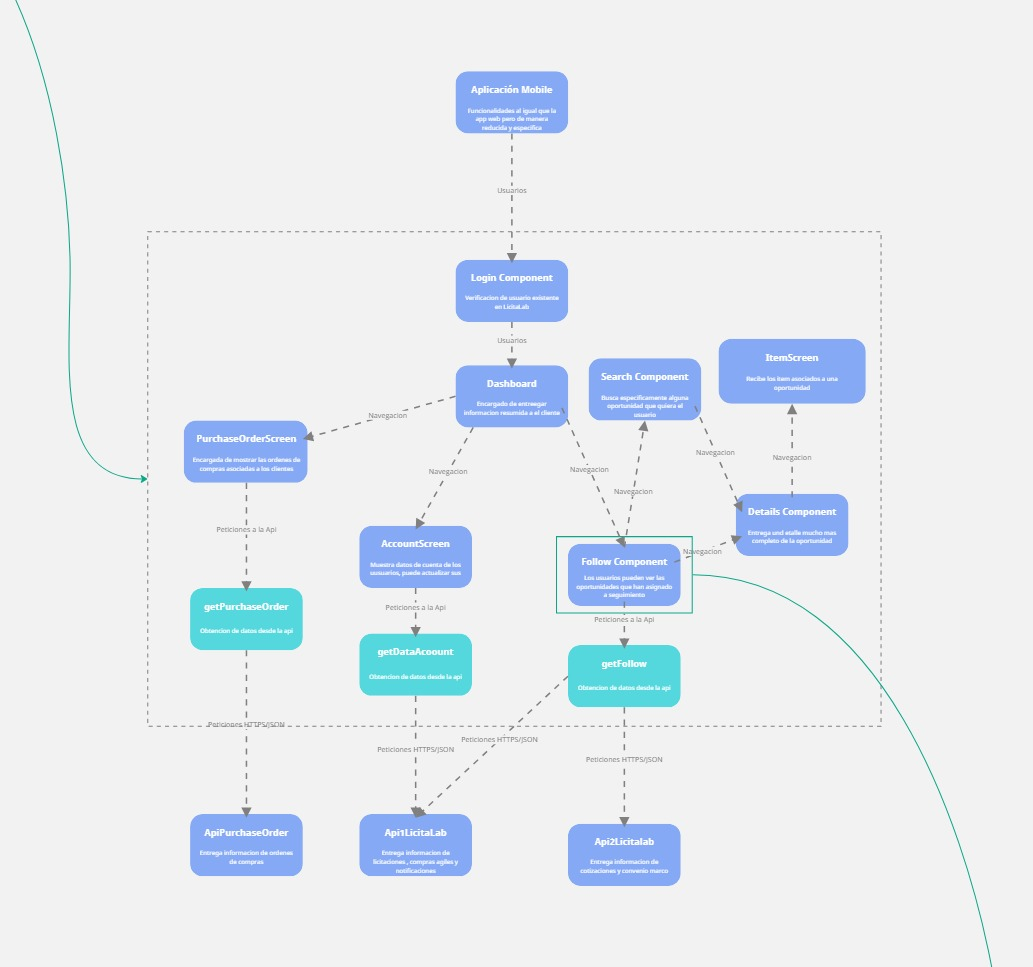 Aplicación Mobile
Funcionalidades al igual que la
app web pero de manera
reducida y específica
Usuarios
Login Component
Verificacion de usuario existente
en LicitaLab
Usuarios
Dashboard
Encargado de entreegar
informacion resumida a el cliente
Search Component
Busca especificamente alguna
oportunidad que quiera el
usuario
ItemScreen
Recibe los item asociados a una
oportunidad
Navegacion
PurchaseOrderScreen
Encargada de mostrar las ordenes de
compras asociadas a los clientes
Navegacion
Navegacion
Navegacion
Navegacion
Navegacion
Details Component
Entrega und etalle mucho mas
completo de la oportunidad
Peticiones a la Api
AccountScreen
Muestra datos de cuenta de los
ususarios, puede actualizar sus
Navegacion
Follow Component
Los usuarios pueden ver las
oportunidades que han asignado
a seguimiento
getPurchaseOrder
Obtencion de datos desde la api
Peticiones a la Api
Peticiones a la Api
getDataAcoount
Obtencion de datos desde la api
getFollow
Obtencion de datos desde la api
Peticiones HTTPS/JSON
Peticiones HTTPS/JSON
Peticiones HTTPS/JSON
Peticiones HTTPS/JSON
ApiPurchaseOrder
Entrega informacion de ordenes
de compras
Api1LicitaLab
Entrega informacion de
licitaciones , compras agiles y
notificaciones
Api2Licitalab
Entrega informacion de
cotizaciones y convenio marco